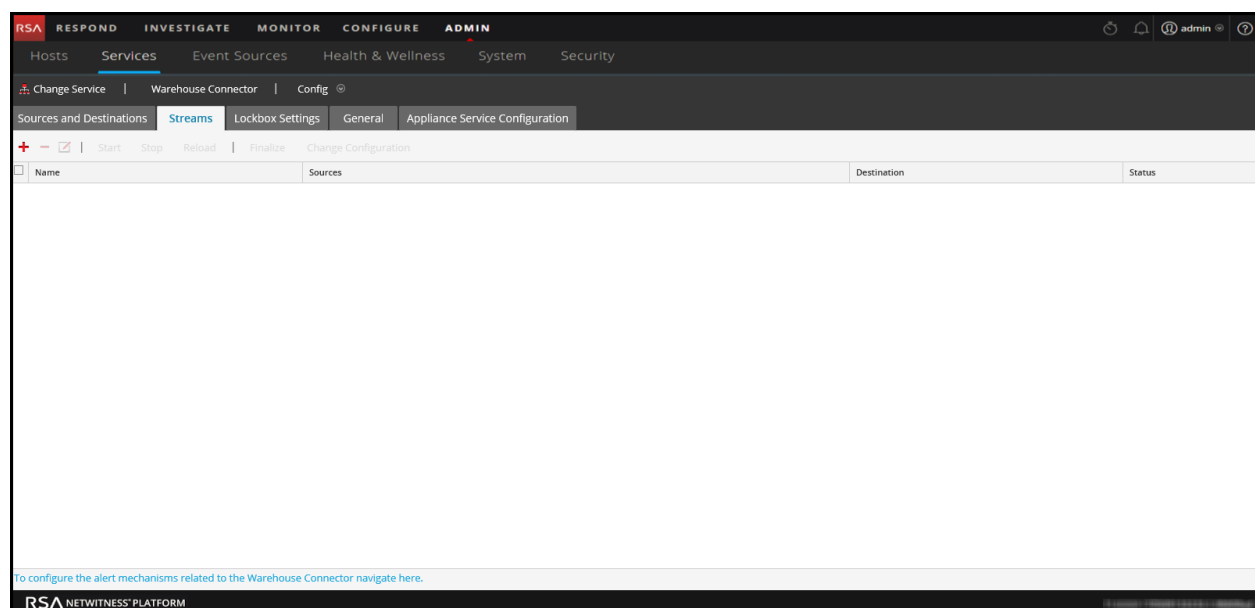 RSA RESPOND INVESTIGATE MONITOR CONFIGURE ADMIN admin ?
Hosts Services Event Sources Health & Wellness System Security
Change Service | Warehouse Connector | Config
Sources and Destinations Streams Lockbox Settings General Appliance Service Configuration
Start Stop Reload | Finalize Change Configuration
Name Sources Destination Status
To configure the alert mechanisms related to the Warehouse Connector navigate here.
RSA NETWITNESS® PLATFORM